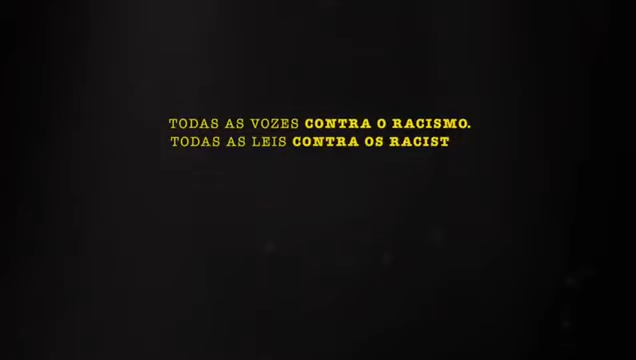 TODAS AS VOZES CONTRA O RACISMO.
TODAS AS LEIS CONTRA OS RACIST